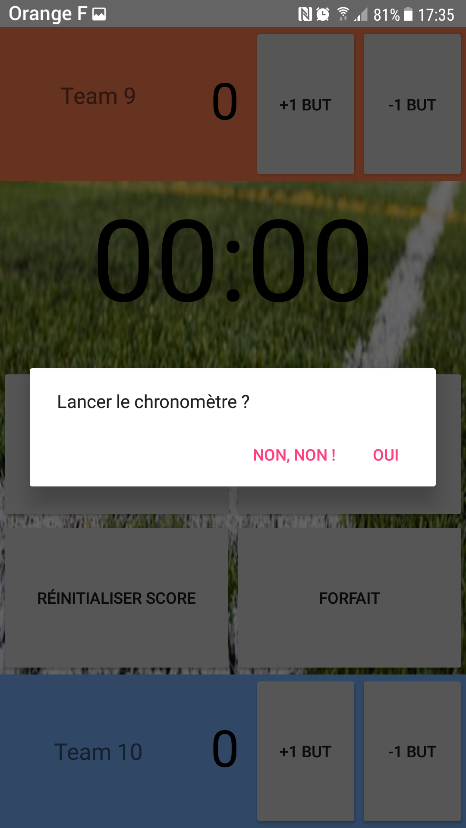 Orange F 81% 17:35
Team 9 0 +1 BUT -1 BUT
00:00
Lancer le chronomètre ?
NON, NON ! OUI
RÉINITIALISER SCORE FORFAIT
Team 10 0 +1 BUT -1 BUT